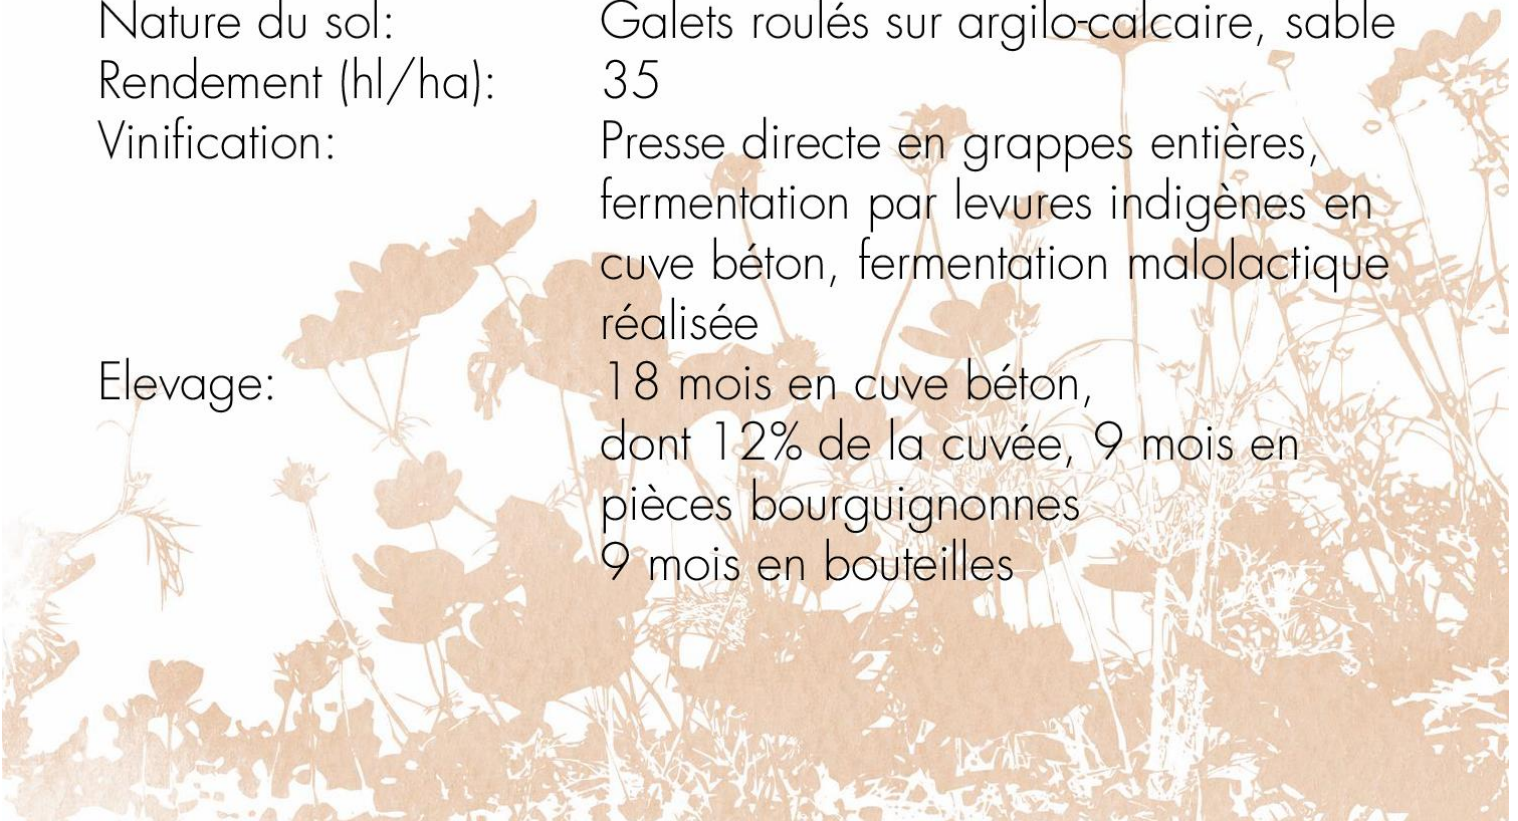 Nature du sol: Galets roulés sur argilo-calcaire, sable
Rendement (hl/ha): 35
Vinification: Presse directe en grappes entières,
fermentation par levures indigènes en
cuve béton, fermentation malolactique
réalisée
Elevage: 18 mois en cuve béton,
dont 12% de la cuvée, 9 mois en
pièces bourguignonnes
9 mois en bouteilles